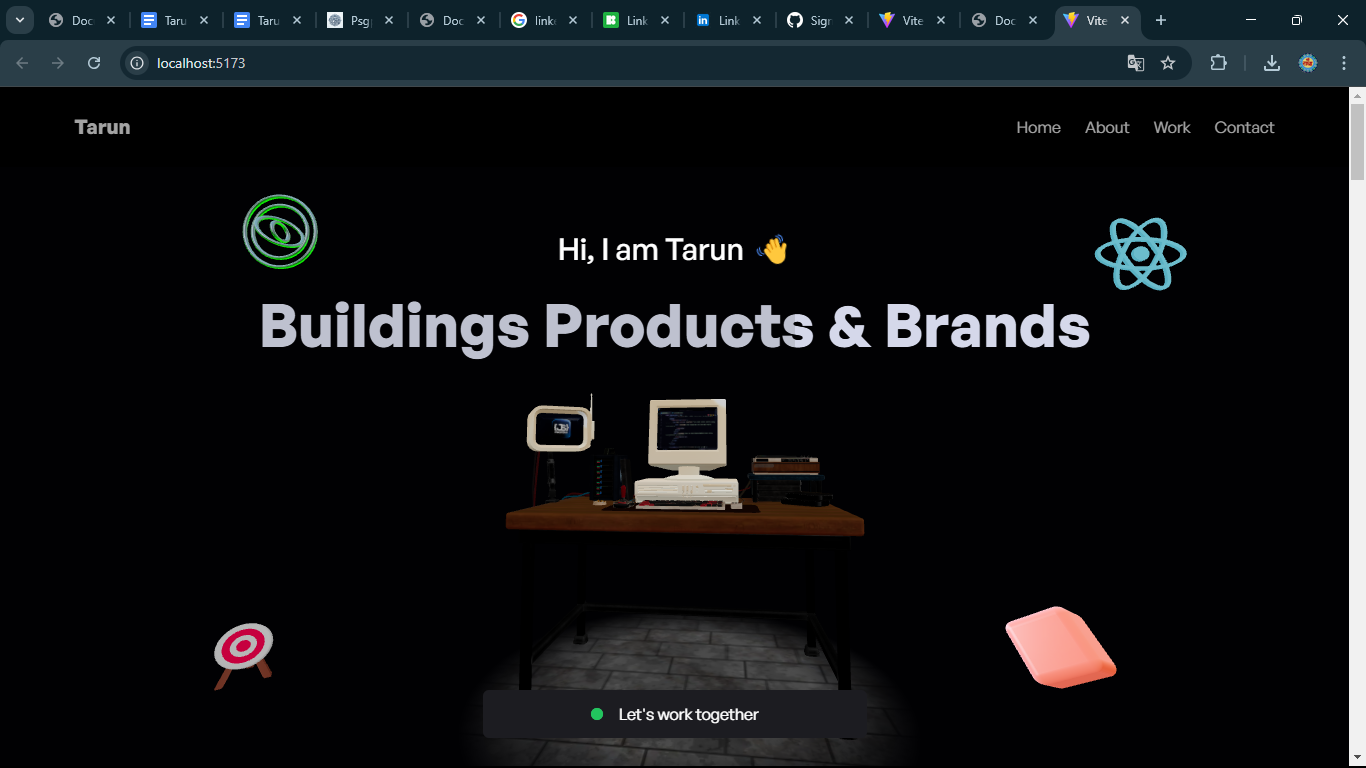 Doc
Taru
Taru
Psg
Doc
link
Link
Link
Sign
Vite
Doc
Vite
localhost:5173
Tarun
Home
About
Work
Contact
Hi, I am Tarun 👋
Buildings Products & Brands
Let's work together